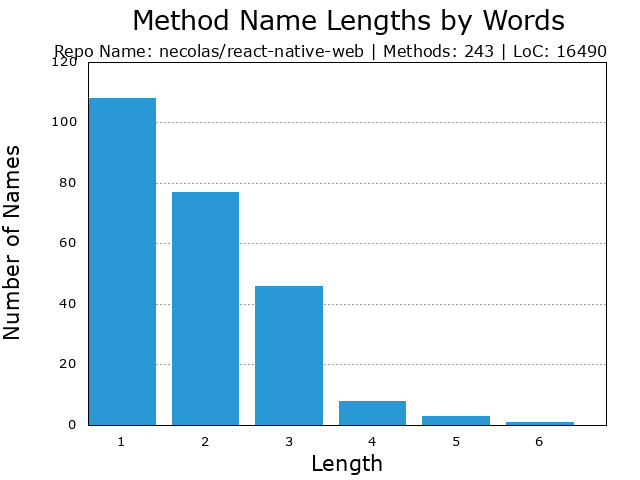 Method Name Lengths by Words
Repo Name: necolas/react-native-web | Methods: 243 | LoC: 16490
120
100
80
60
40
20
0
Number of Names
1 2 3 4 5 6
Length